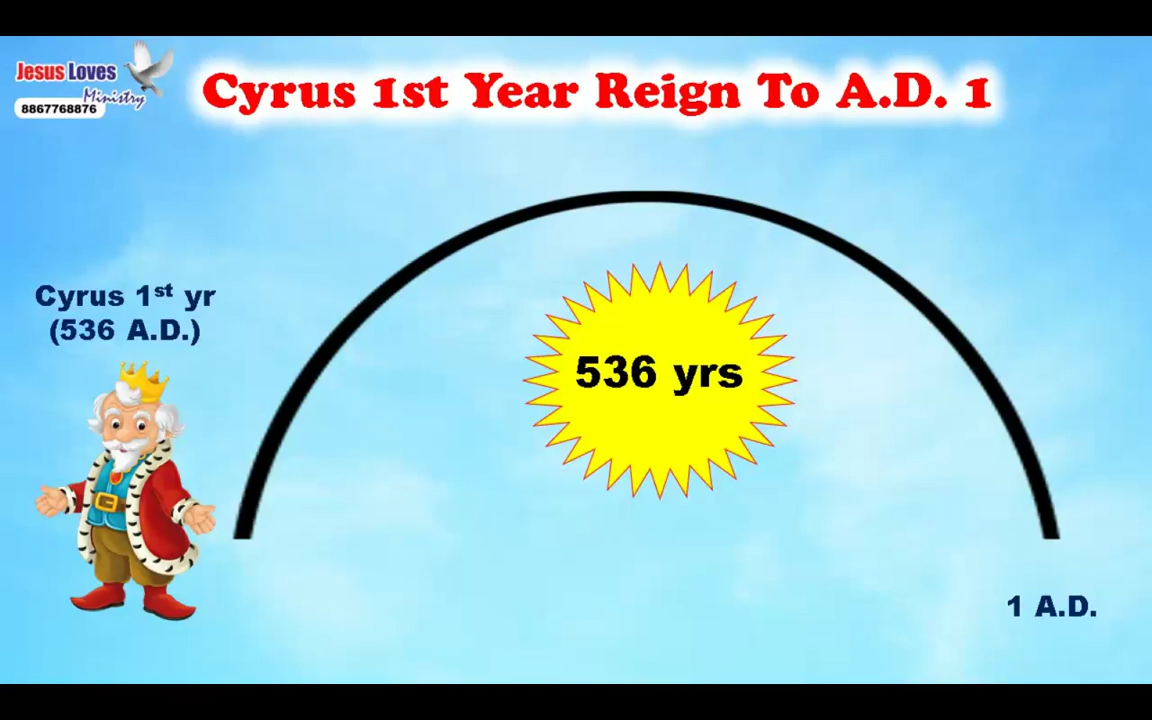 Jesus Loves
Ministry
8867768876
Cyrus 1st Year Reign To A.D. 1
Cyrus 1st yr
(536 A.D.)
536 yrs
1 A.D.